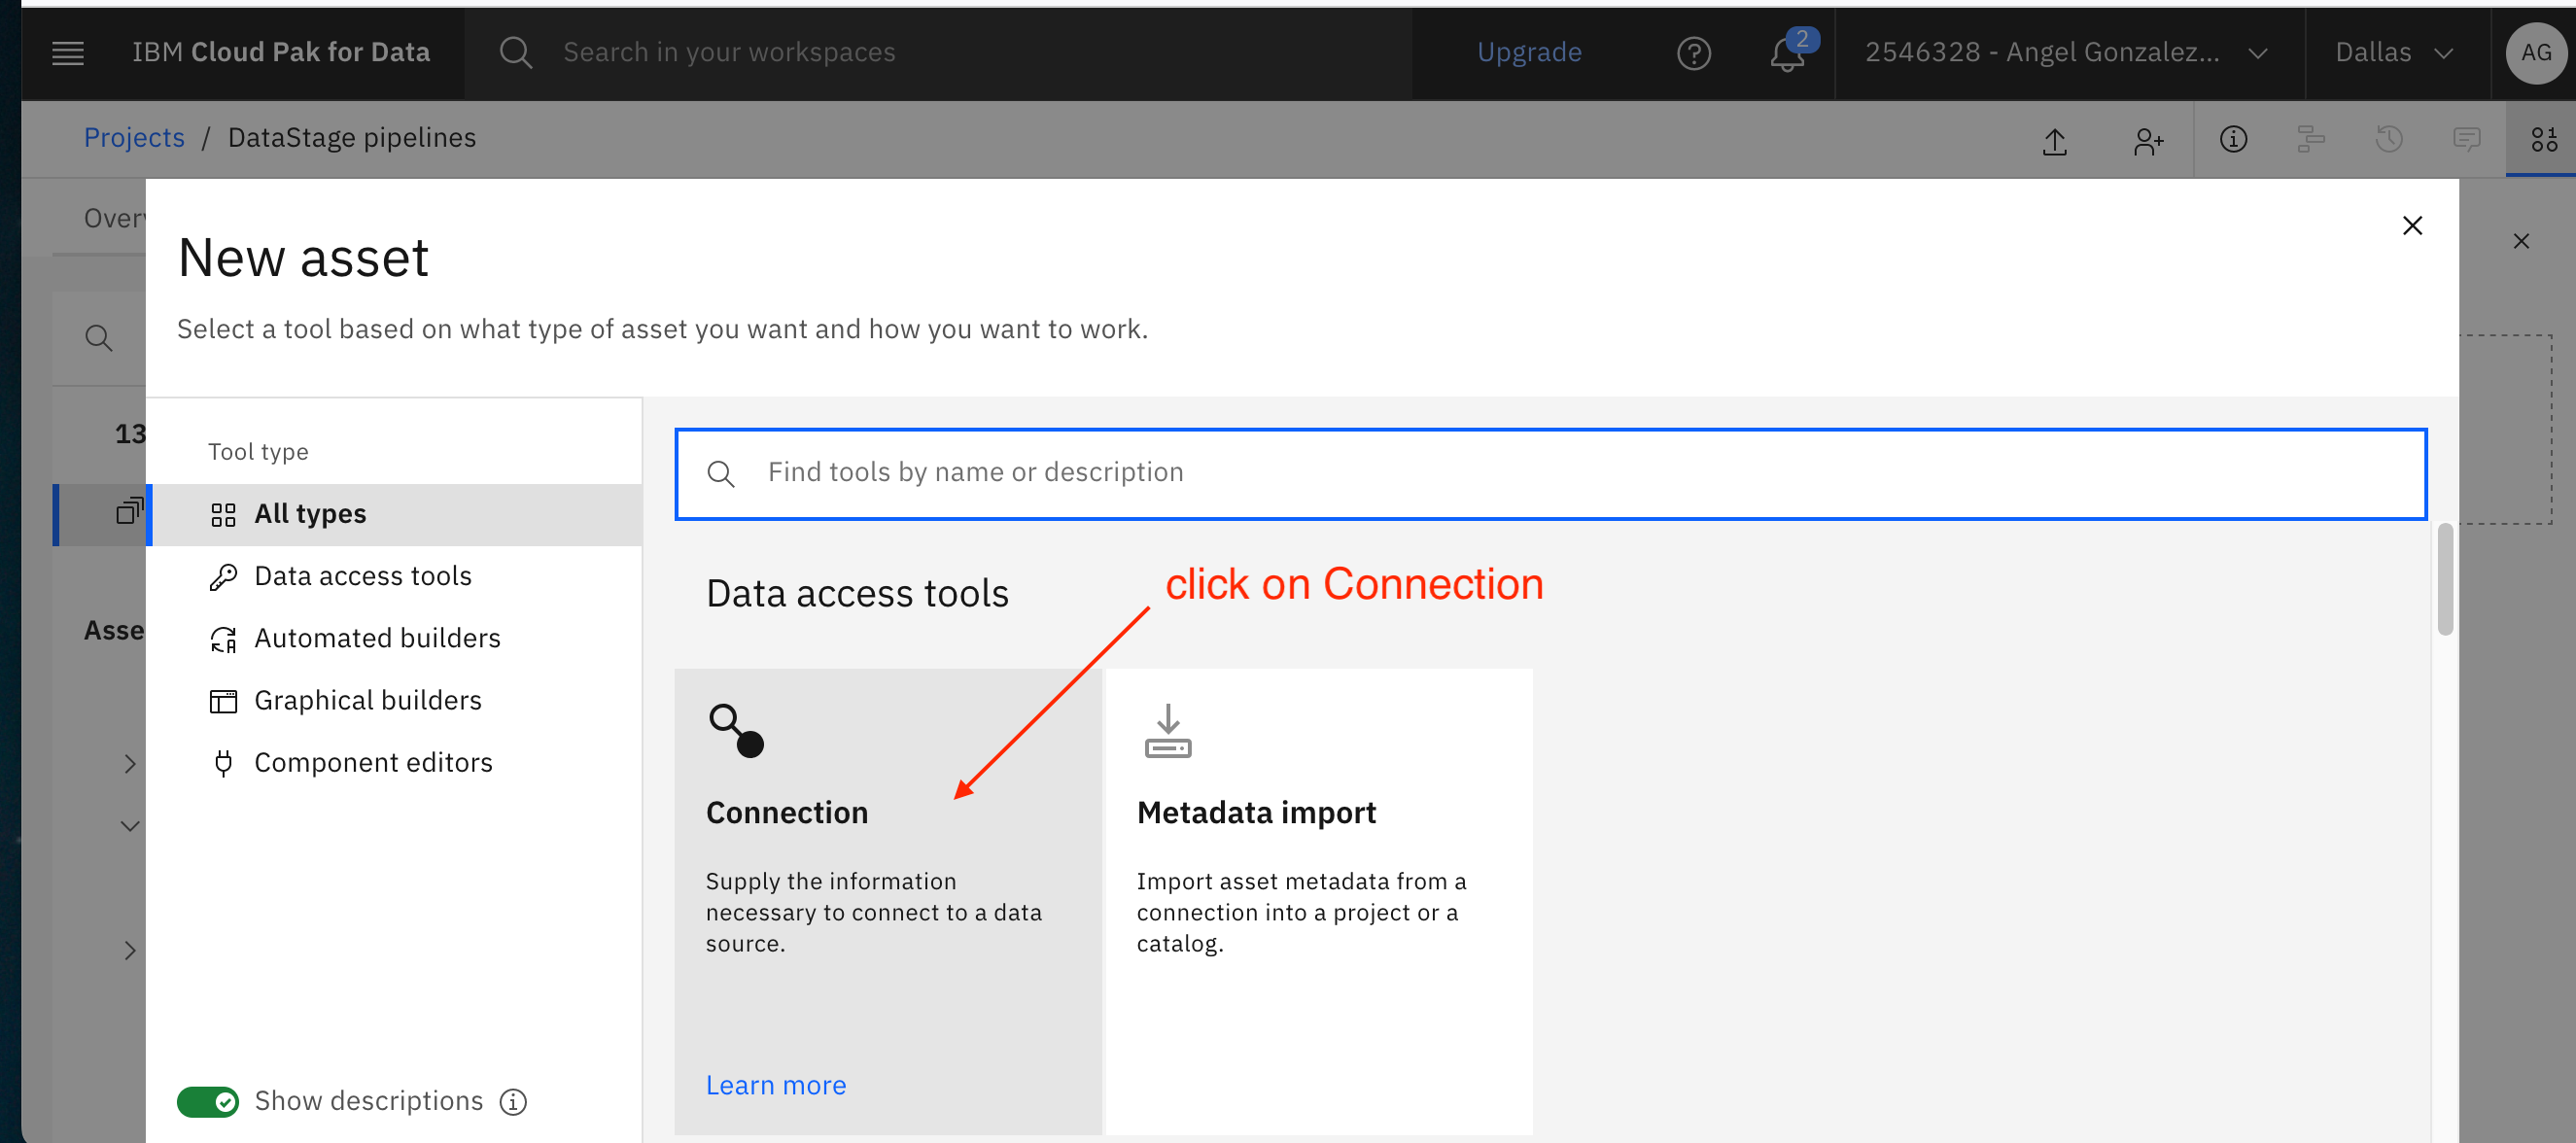 IBM Cloud Pak for Data
Search in your workspaces
Upgrade
2
2546328 - Angel Gonzalez...
Dallas
AG
Projects / DataStage pipelines
Over
New asset
Select a tool based on what type of asset you want and how you want to work.
13
Asse
Tool type
All types
Data access tools
Automated builders
Graphical builders
Component editors
Show descriptions
Find tools by name or description
Data access tools
click on Connection
Connection
Supply the information
necessary to connect to a data
source.
Learn more
Metadata import
Import asset metadata from a
connection into a project or a
catalog.